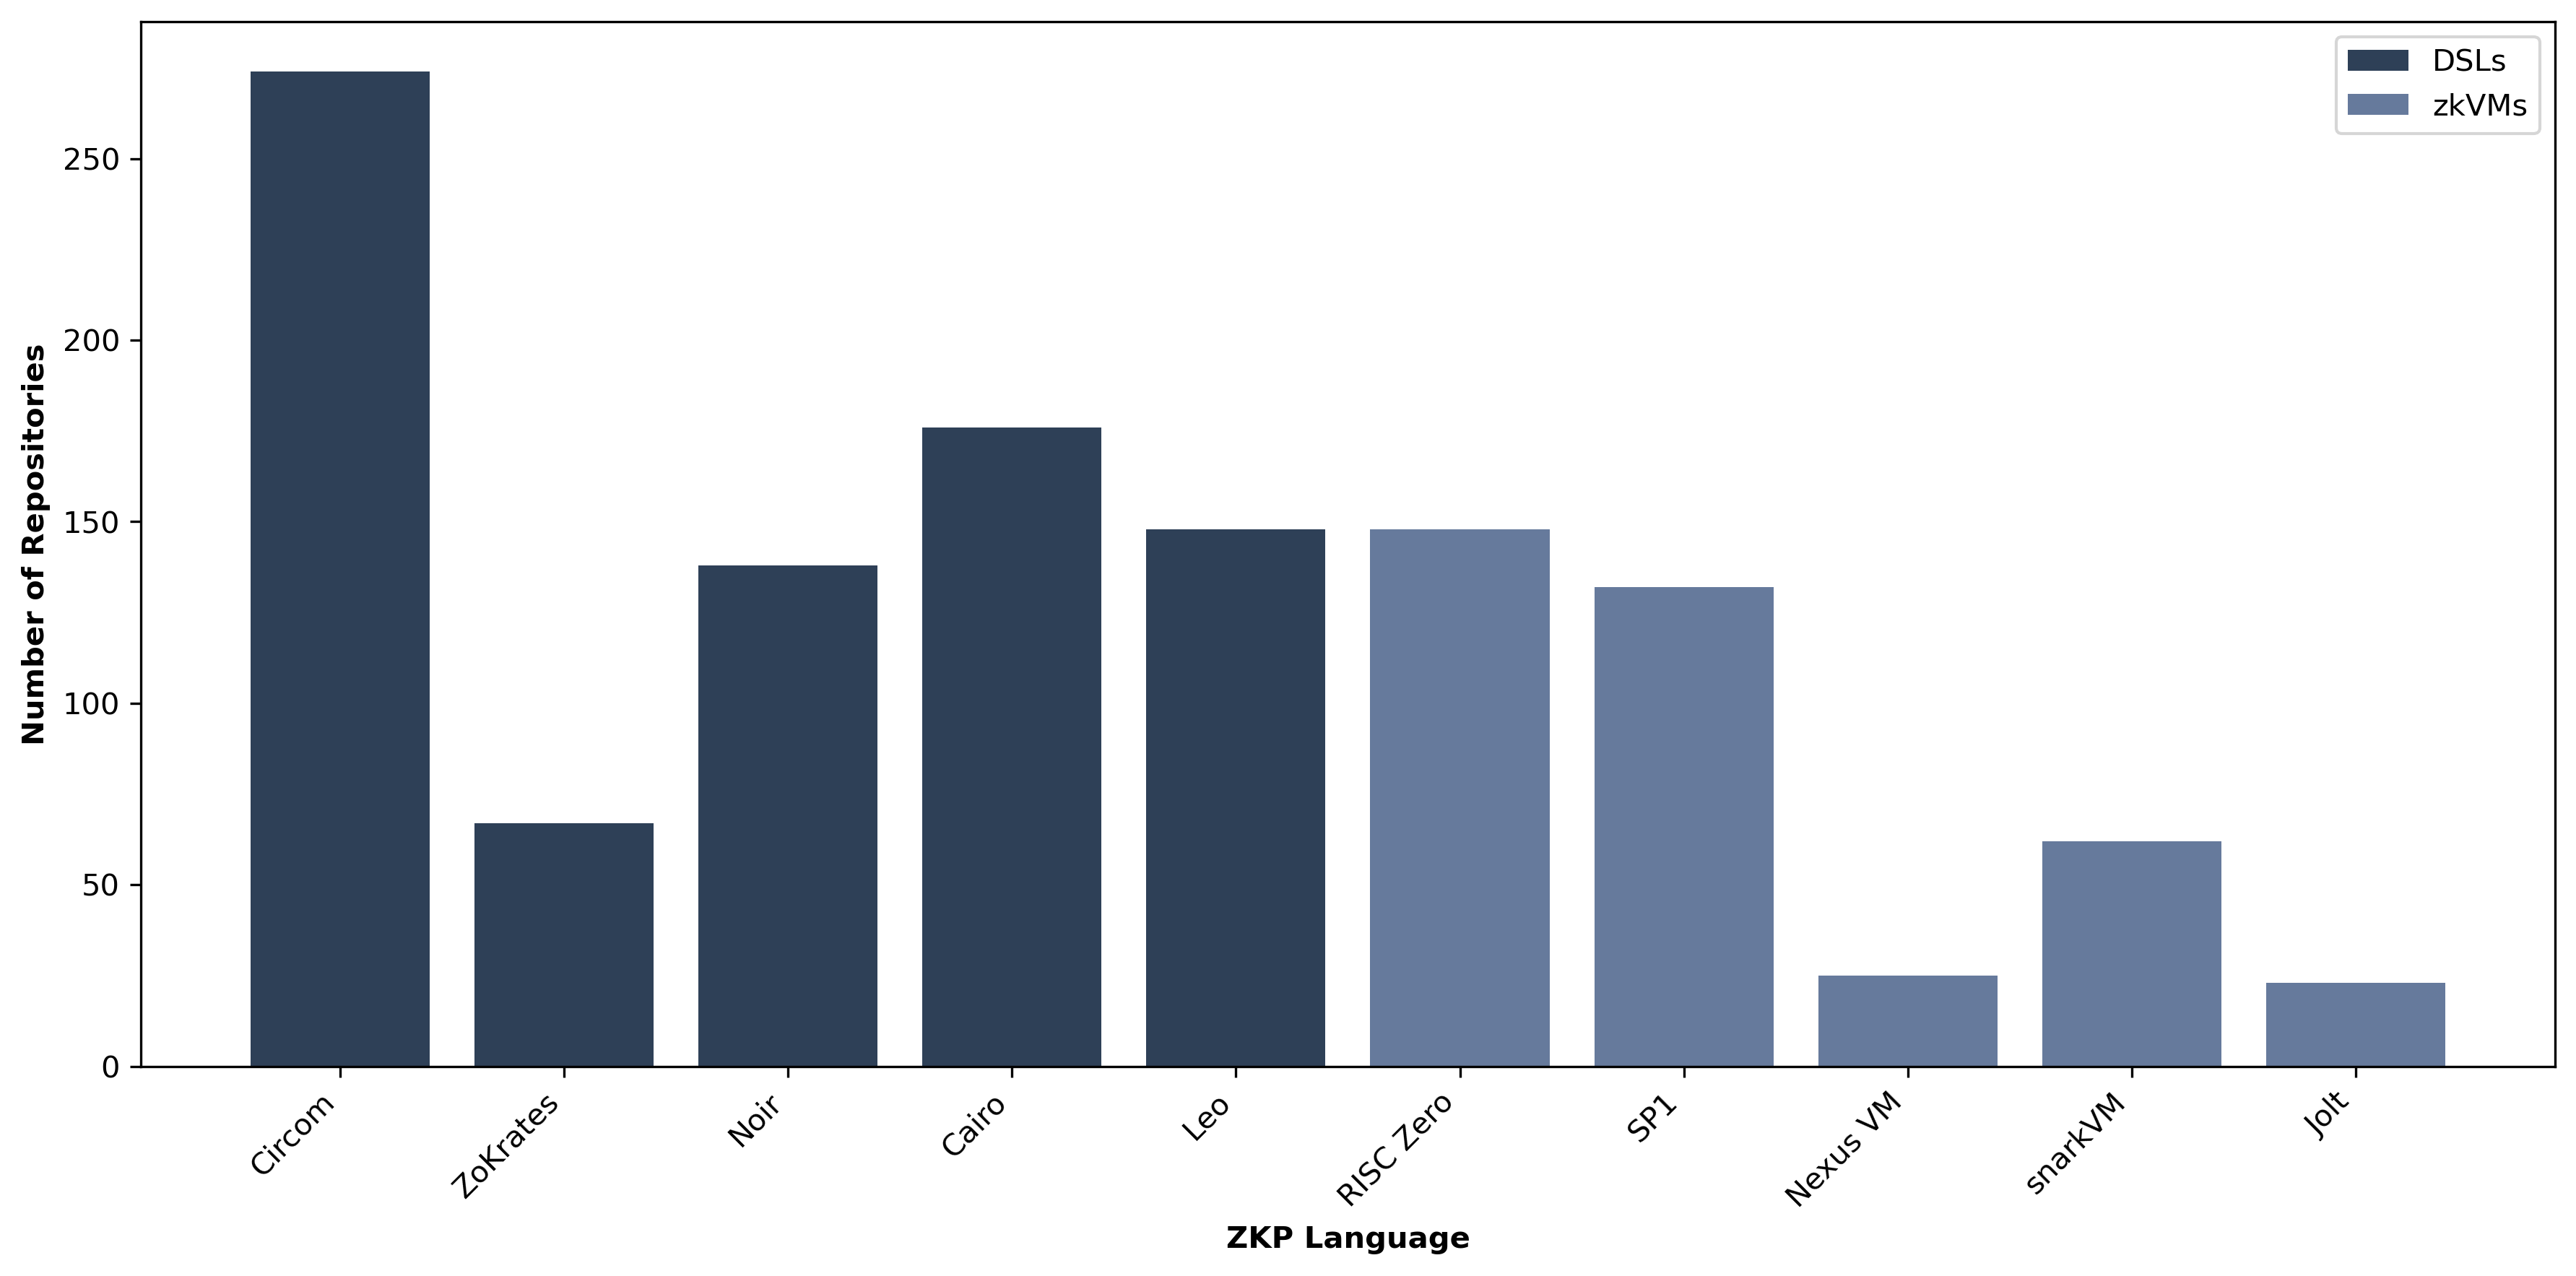 DSLs
zkVMs
Number of Repositories
250
200
150
100
50
0
Circom
ZoKrates
Noir
Cairo
Leo
RISC Zero
SP1
Nexus VM
snarkVM
Jolt
ZKP Language